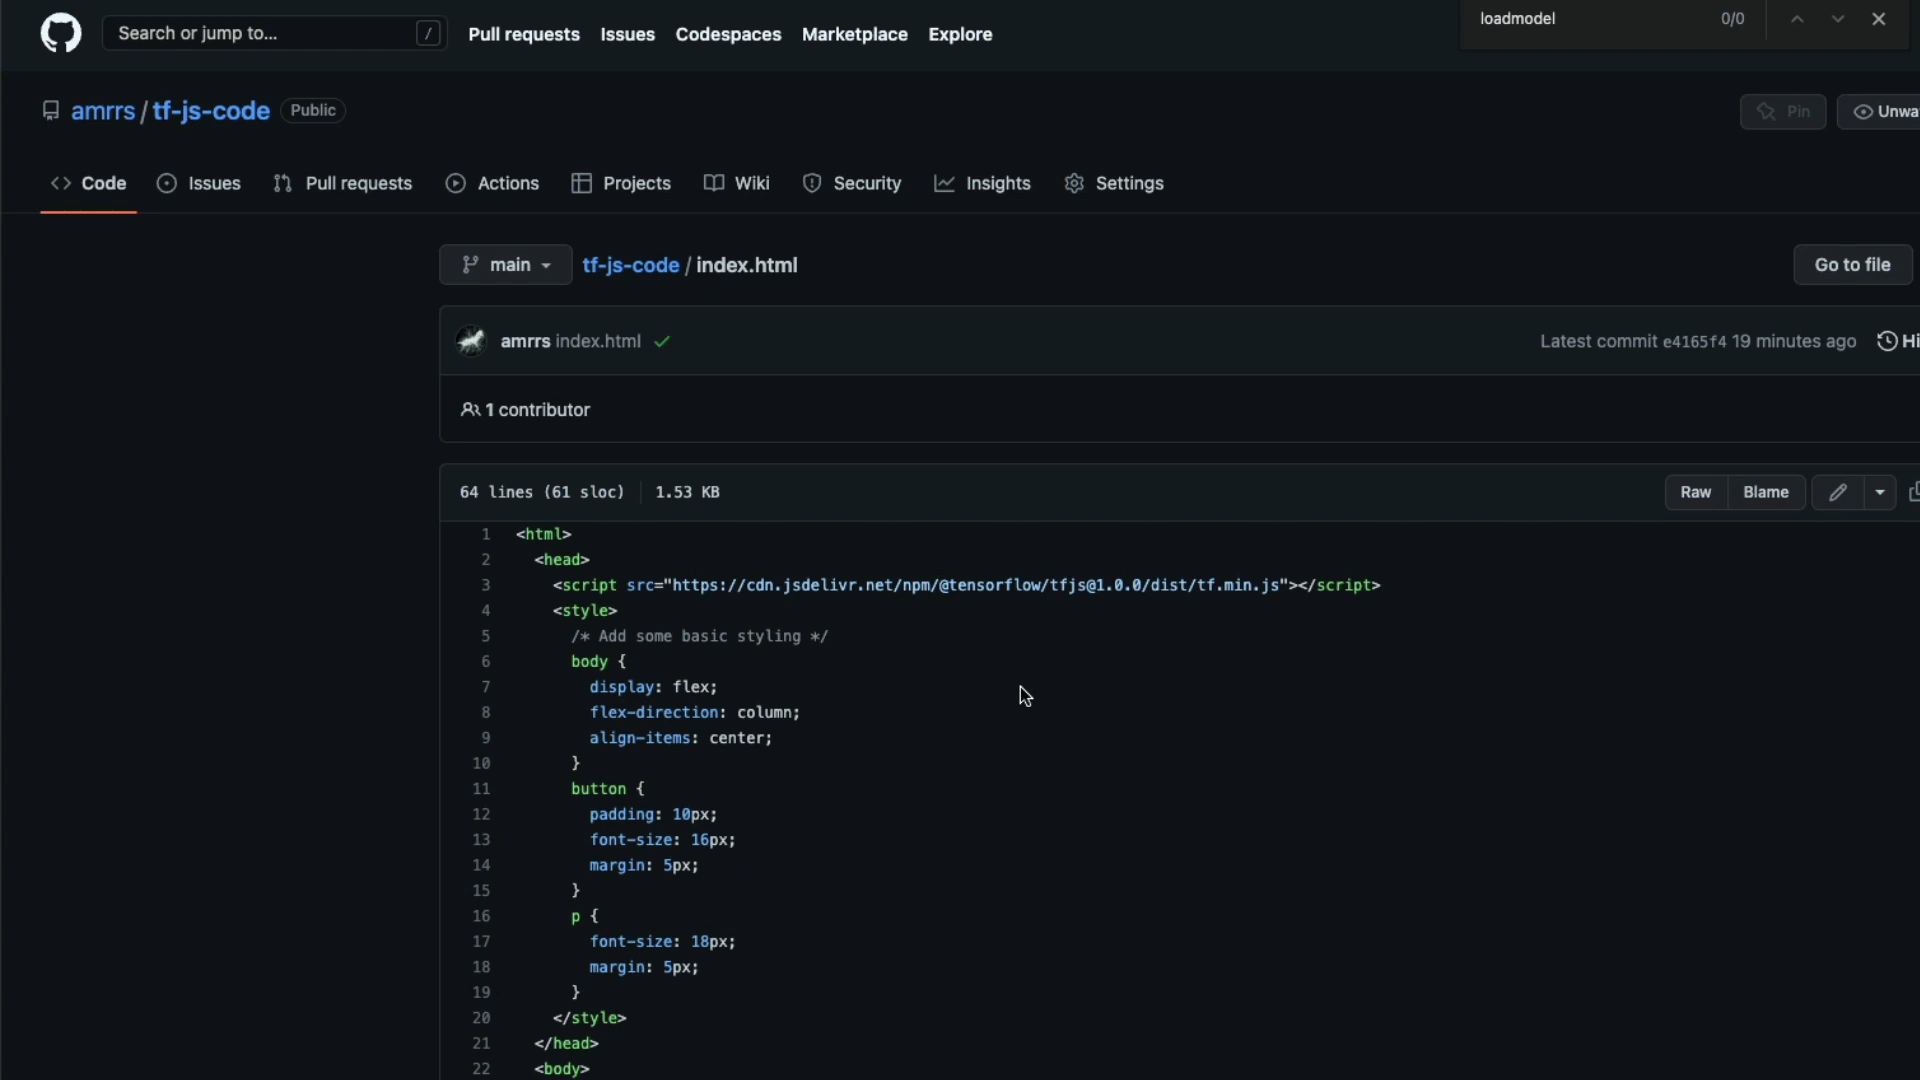 Search or jump to... / Pull requests Issues Codespaces Marketplace Explore loadmodel 0/0
amrrs / tf-js-code Public Pin
Code Issues Pull requests Actions Projects Wiki Security Insights Settings
main tf-js-code / index.html Go to file
amrrs index.html Latest commit e4165f4 19 minutes ago
1 contributor
64 lines (61 sloc) 1.53 KB Raw Blame
1 <html>
2 <head>
3 <script src="https://cdn.jsdelivr.net/npm/@tensorflow/tfjs@1.0.0/dist/tf.min.js"></script>
4 <style>
5 /* Add some basic styling */
6 body {
7 display: flex;
8 flex-direction: column;
9 align-items: center;
10 }
11 button {
12 padding: 10px;
13 font-size: 16px;
14 margin: 5px;
15 }
16 p {
17 font-size: 18px;
18 margin: 5px;
19 }
20 </style>
21 </head>
22 <body>